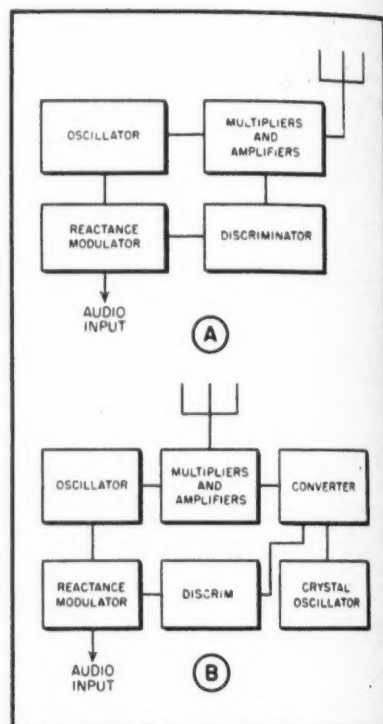 OSCILLATOR
MULTIPLIERS
AND
AMPLIFIERS
REACTANCE
MODULATOR
DISCRIMINATOR
AUDIO
INPUT
A
OSCILLATOR
MULTIPLIERS
AND
AMPLIFIERS
CONVERTER
REACTANCE
MODULATOR
DISCRIM
CRYSTAL
OSCILLATOR
AUDIO
INPUT
B